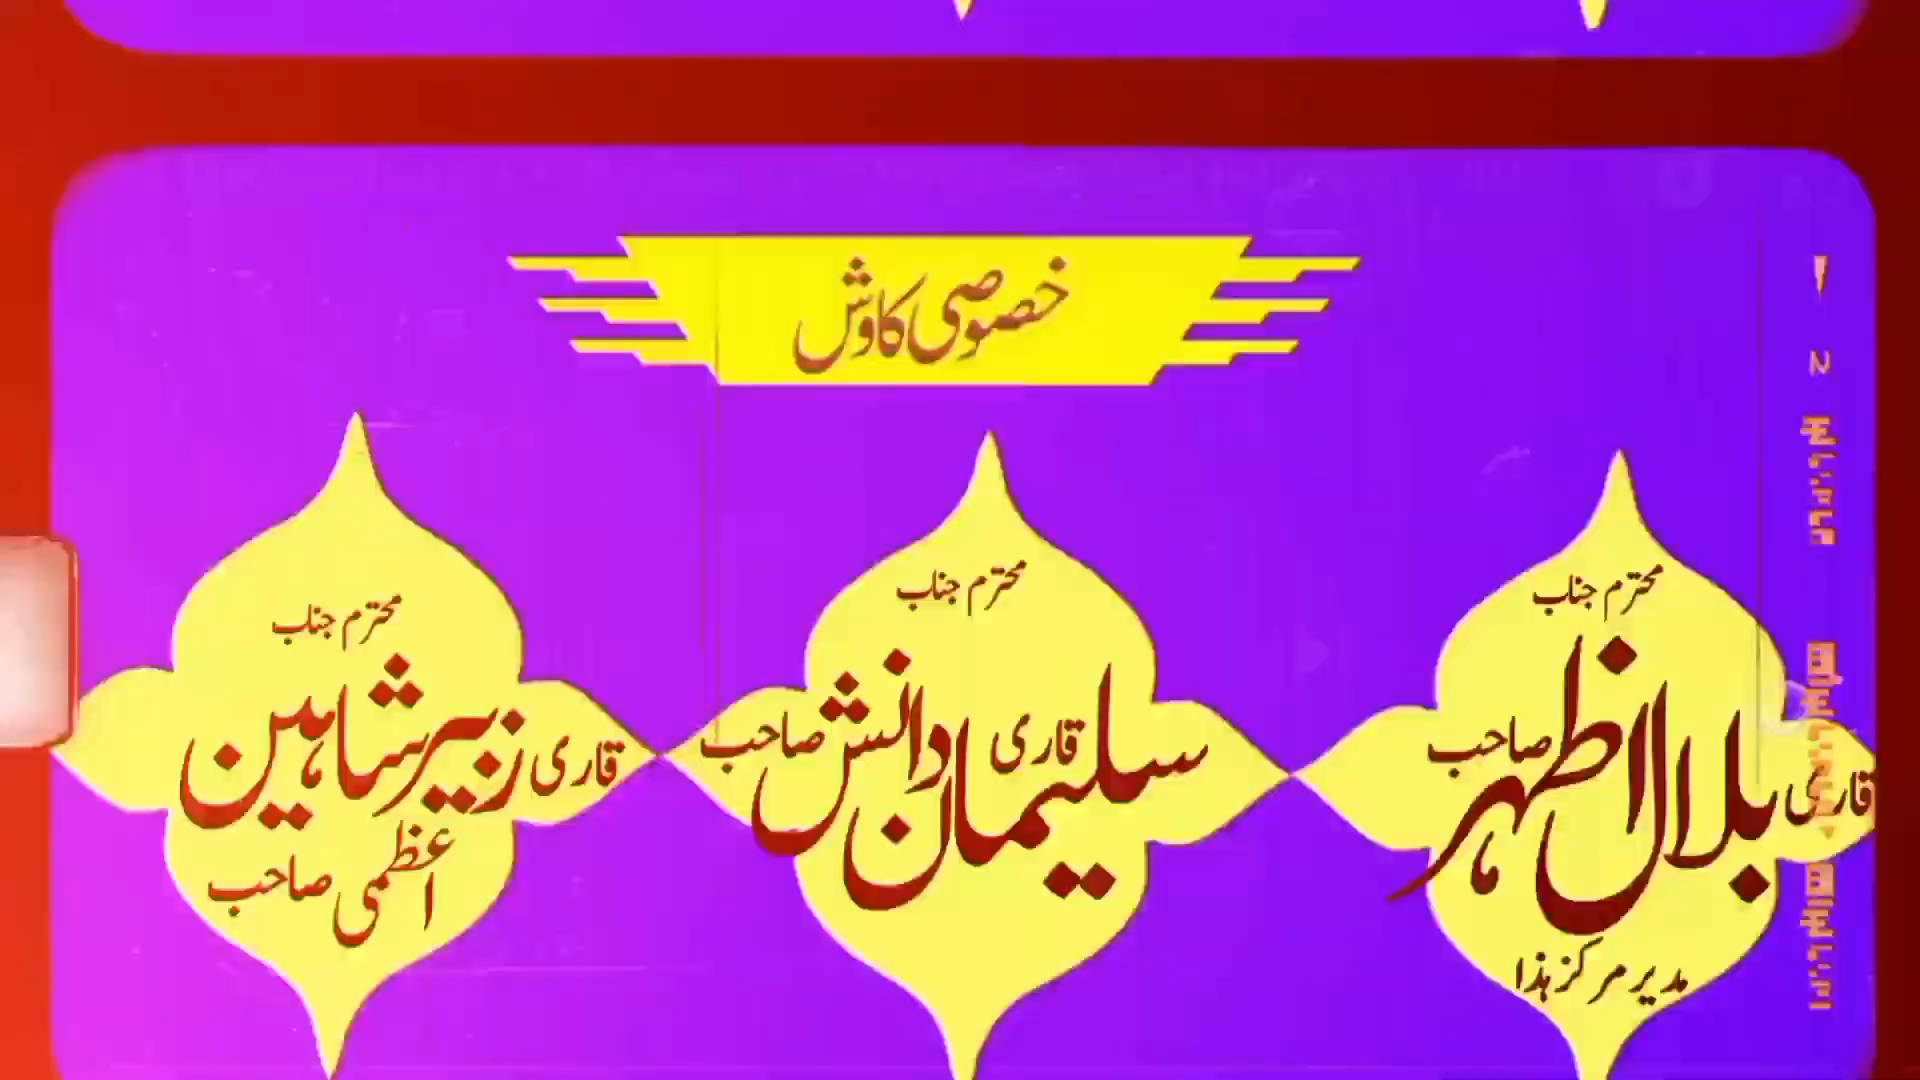 خصوصی کاوش
محترم جناب
قاری بلال اظہر صاحب
مدیر مرکز ہذا
محترم جناب
قاری سلیمان دانش صاحب
محترم جناب
قاری زبیر شاہین
اعظمی صاحب